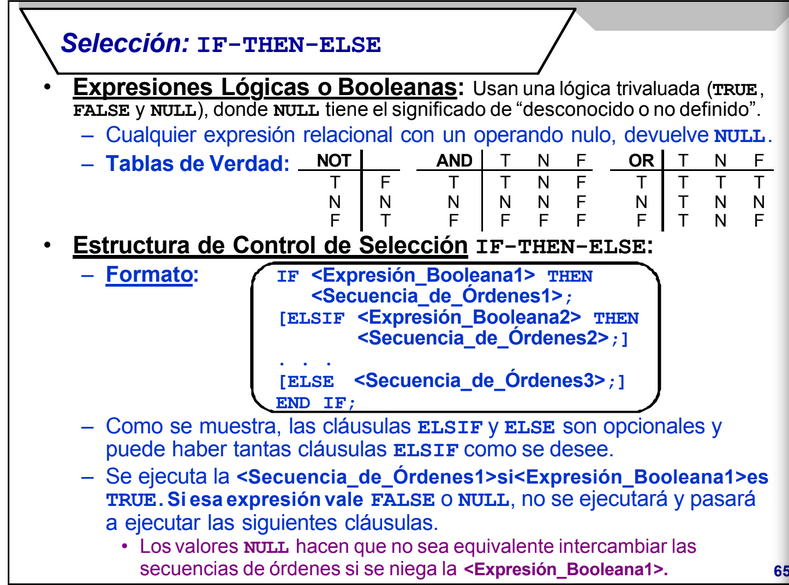 Selección: IF-THEN-ELSE
• Expresiones Lógicas o Booleanas: Usan una lógica trivaluada (TRUE,
FALSE y NULL), donde NULL tiene el significado de “desconocido o no definido”.
– Cualquier expresión relacional con un operando nulo, devuelve NULL.
– Tablas de Verdad: NOT AND T N F OR T N F
T F T T N F T T T T
N N N N N F N T N N
F T F F F F F T N F
• Estructura de Control de Selección IF-THEN-ELSE:
– Formato: IF <Expresión_Booleana1> THEN
<Secuencia_de_Órdenes1>;
[ELSIF <Expresión_Booleana2> THEN
<Secuencia_de_Órdenes2>;]
. . .
[ELSE <Secuencia_de_Órdenes3>;]
END IF;
– Como se muestra, las cláusulas ELSIF y ELSE son opcionales y
puede haber tantas cláusulas ELSIF como se desee.
– Se ejecuta la <Secuencia_de_Órdenes1>si<Expresión_Booleana1>es
TRUE. Si esa expresión vale FALSE o NULL, no se ejecutará y pasará
a ejecutar las siguientes cláusulas.
• Los valores NULL hacen que no sea equivalente intercambiar las
secuencias de órdenes si se niega la <Expresión_Booleana1>.
65